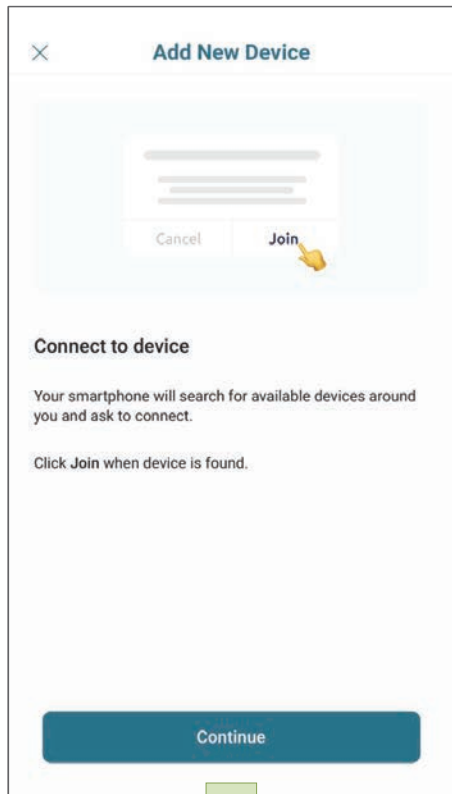 Add New Device
Cancel Join
Connect to device
Your smartphone will search for available devices around
you and ask to connect.
Click Join when device is found.
Continue